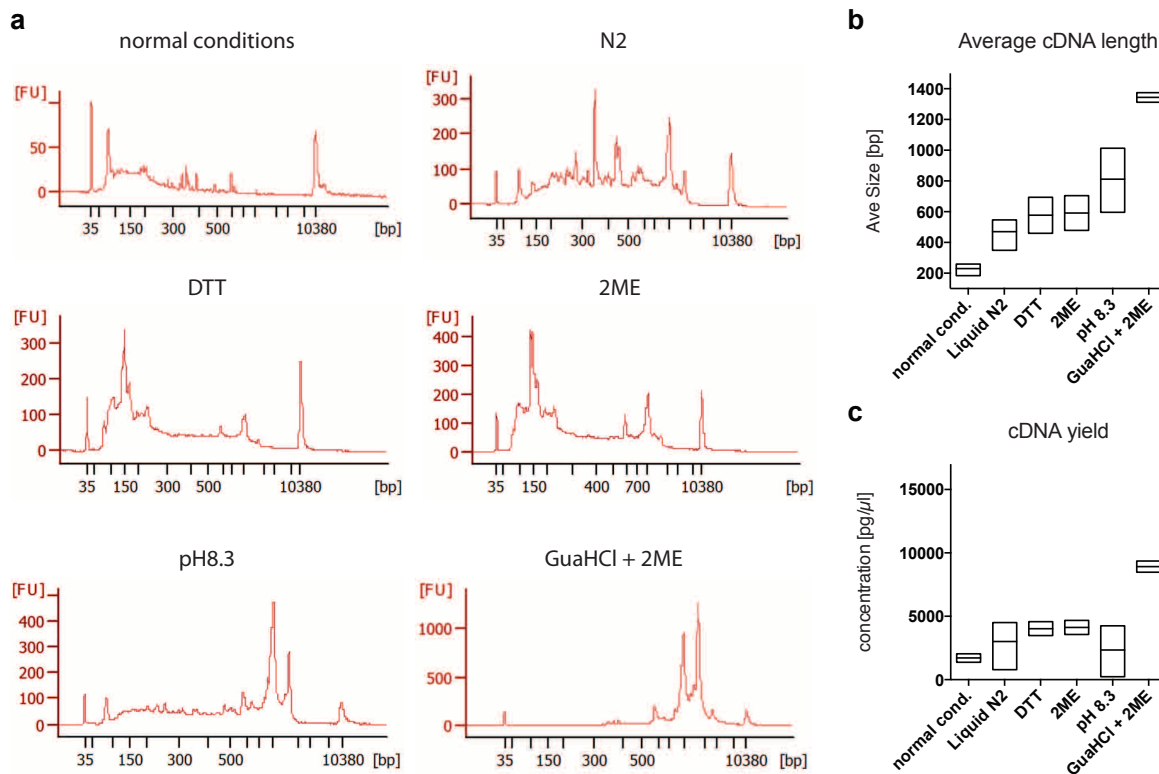 a
normal conditions
[FU]
50
0
35 150 300 10380 [bp]
N2
[FU]
300
200
100
0
35 150 300 500 10380 [bp]
DTT
[FU]
300
200
100
0
35 150 300 500 10380 [bp]
2ME
[FU]
400
300
200
100
0
35 150 400 700 10380 [bp]
pH8.3
[FU]
400
300
200
100
0
35 150 300 500 10380 [bp]
GuaHCl + 2ME
[FU]
1000
500
0
35 150 300 500 10380 [bp]
b
Average cDNA length
Ave Size [bp]
1400
1200
1000
800
600
400
200
normal cond.
Liquid N2
DTT
2ME
pH 8.3
GuaHCl + 2ME
c
cDNA yield
concentration [pg/µl]
15000
10000
5000
0
normal cond.
Liquid N2
DTT
2ME
pH 8.3
GuaHCl + 2ME